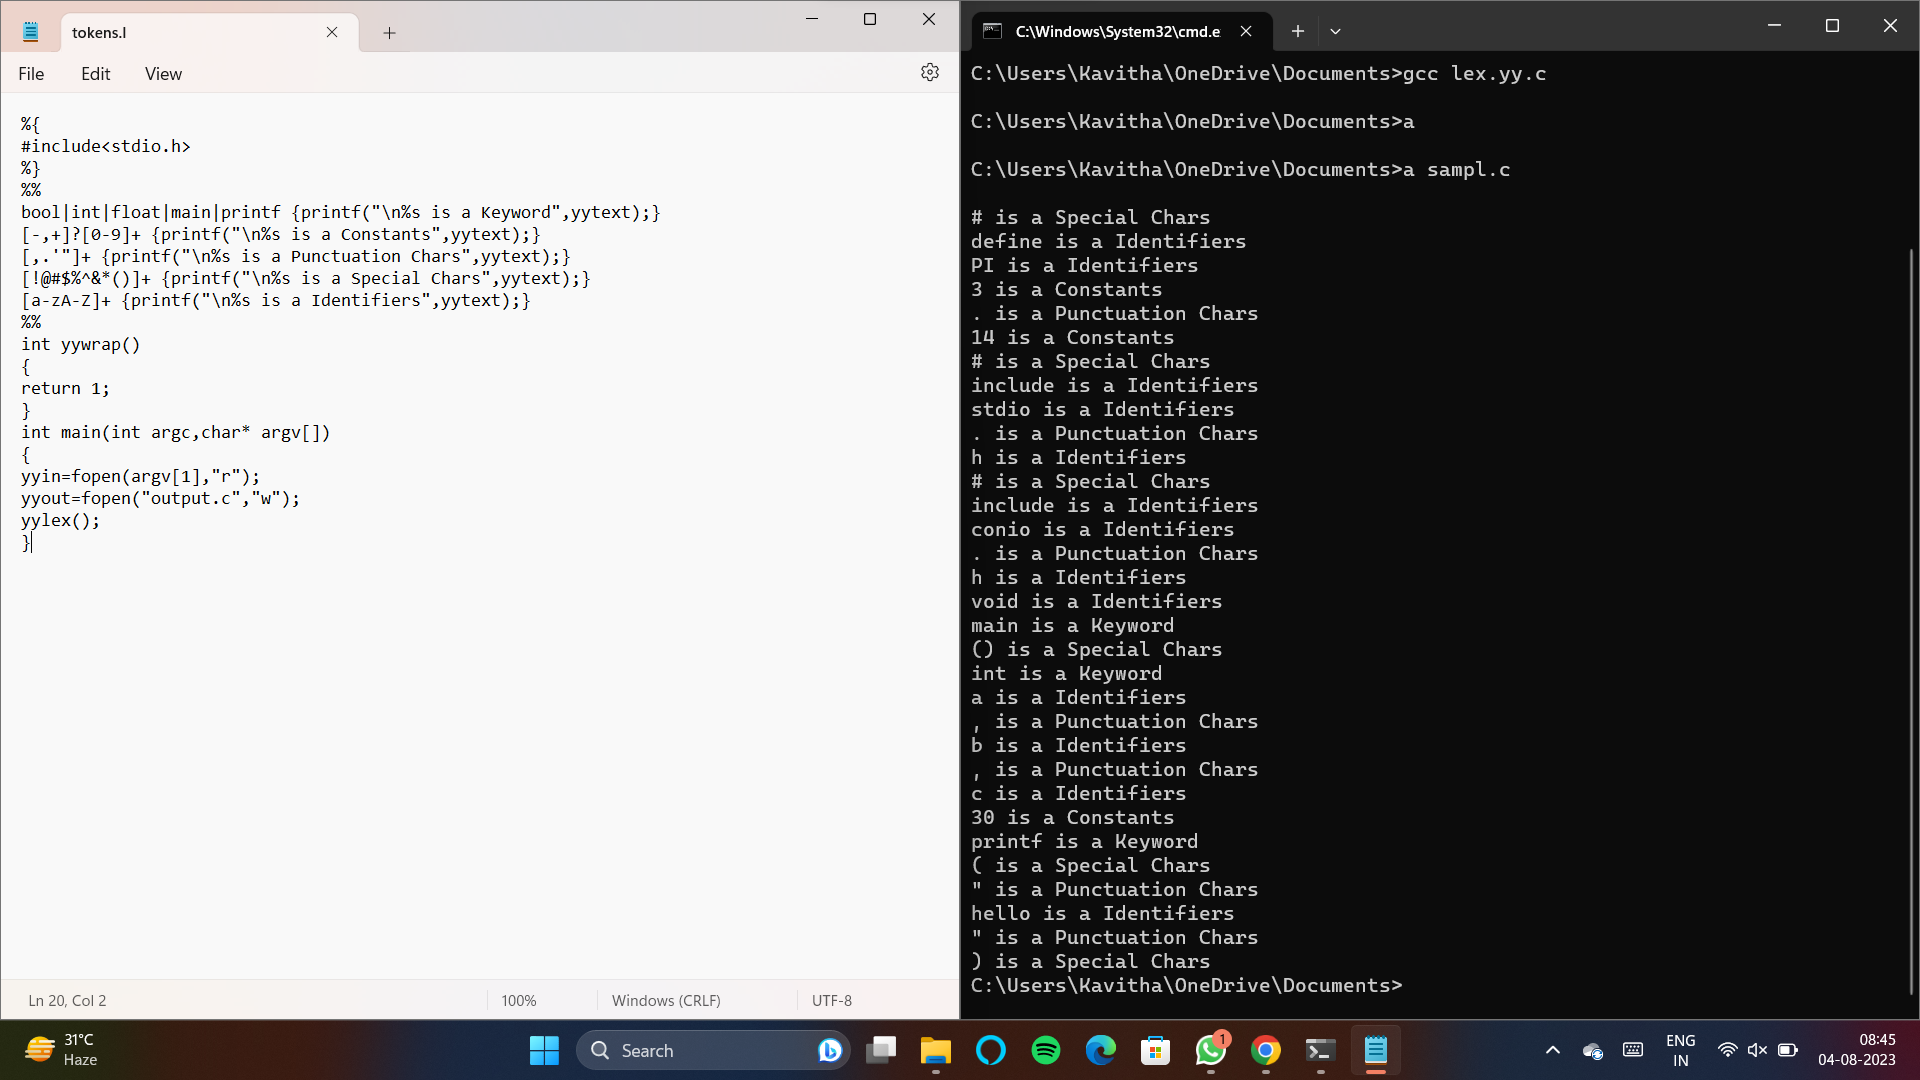 tokens.l
File Edit View
%{
#include<stdio.h>
%}
%%
bool|int|float|main|printf {printf("\n%s is a Keyword",yytext);}
[-,+]?[0-9]+ {printf("\n%s is a Constants",yytext);}
[,.'"]+ {printf("\n%s is a Punctuation Chars",yytext);}
[!@#$%^&*()]+ {printf("\n%s is a Special Chars",yytext);}
[a-zA-Z]+ {printf("\n%s is a Identifiers",yytext);}
%%
int yywrap()
{
return 1;
}
int main(int argc,char* argv[])
{
yyin=fopen(argv[1],"r");
yyout=fopen("output.c","w");
yylex();
}
Ln 20, Col 2 100% Windows (CRLF) UTF-8
C:\Windows\System32\cmd.e
C:\Users\Kavitha\OneDrive\Documents>gcc lex.yy.c
C:\Users\Kavitha\OneDrive\Documents>a
C:\Users\Kavitha\OneDrive\Documents>a sampl.c
# is a Special Chars
define is a Identifiers
PI is a Identifiers
3 is a Constants
. is a Punctuation Chars
14 is a Constants
# is a Special Chars
include is a Identifiers
stdio is a Identifiers
. is a Punctuation Chars
h is a Identifiers
# is a Special Chars
include is a Identifiers
conio is a Identifiers
. is a Punctuation Chars
h is a Identifiers
void is a Identifiers
main is a Keyword
() is a Special Chars
int is a Keyword
a is a Identifiers
, is a Punctuation Chars
b is a Identifiers
, is a Punctuation Chars
c is a Identifiers
30 is a Constants
printf is a Keyword
( is a Special Chars
" is a Punctuation Chars
hello is a Identifiers
" is a Punctuation Chars
) is a Special Chars
C:\Users\Kavitha\OneDrive\Documents>
31°C
Haze
Search
1
ENG
IN
08:45
04-08-2023